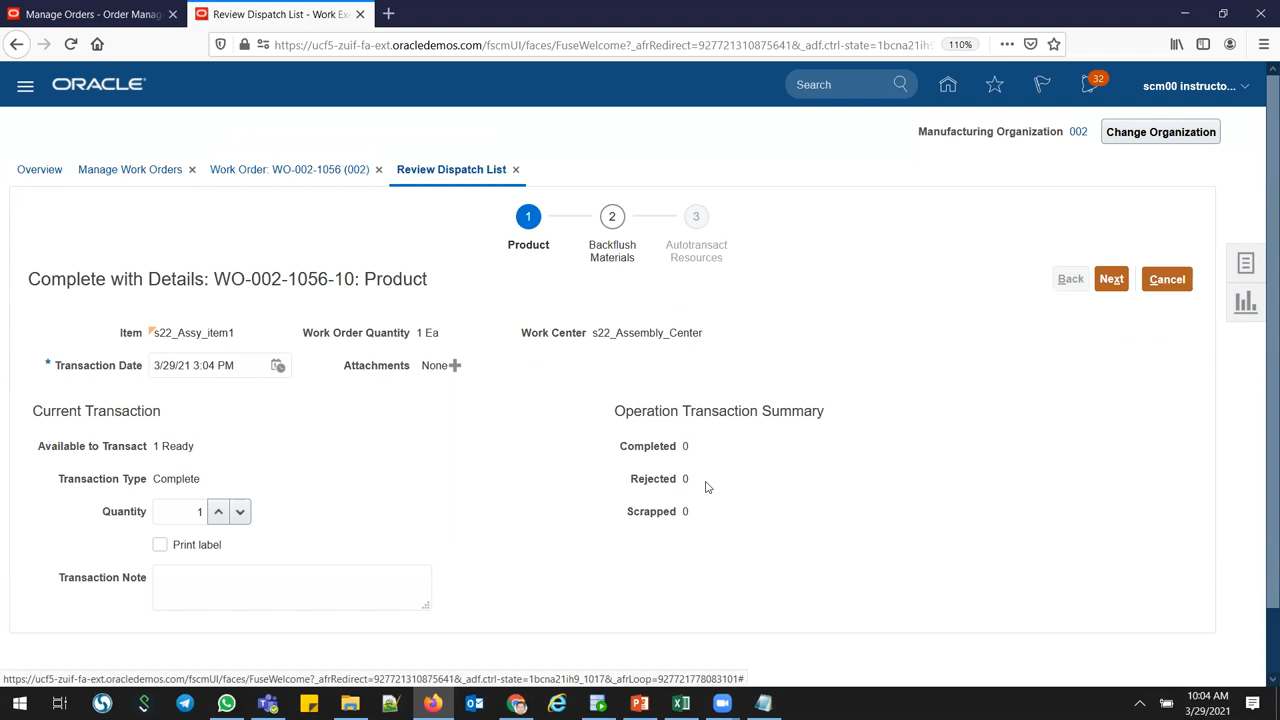 Manage Orders - Order Manag
Review Dispatch List - Work Ex
https://ucf5-zuif-fa-ext.oracledemos.com/fscmUI/faces/FuseWelcome?_afrRedirect=927721310875641&_adf.ctrl-state=1bcna21ih9
110%
ORACLE
Search
32
scm00 instructo...
Manufacturing Organization 002 Change Organization
Overview Manage Work Orders Work Order: WO-002-1056 (002) Review Dispatch List
1 2 3
Product Backflush Materials Autotransact Resources
Complete with Details: WO-002-1056-10: Product
Back Next Cancel
Item s22_Assy_item1 Work Order Quantity 1 Ea Work Center s22_Assembly_Center
* Transaction Date 3/29/21 3:04 PM Attachments None
Current Transaction Operation Transaction Summary
Available to Transact 1 Ready Completed 0
Transaction Type Complete Rejected 0
Quantity 1 Scrapped 0
Print label
Transaction Note
https://ucf5-zuif-fa-ext.oracledemos.com/fscmUI/faces/FuseWelcome?_afrRedirect=927721310875641&_adf.ctrl-state=1bcna21ih9_1017&_afrLoop=927721778083101#
10:04 AM
3/29/2021